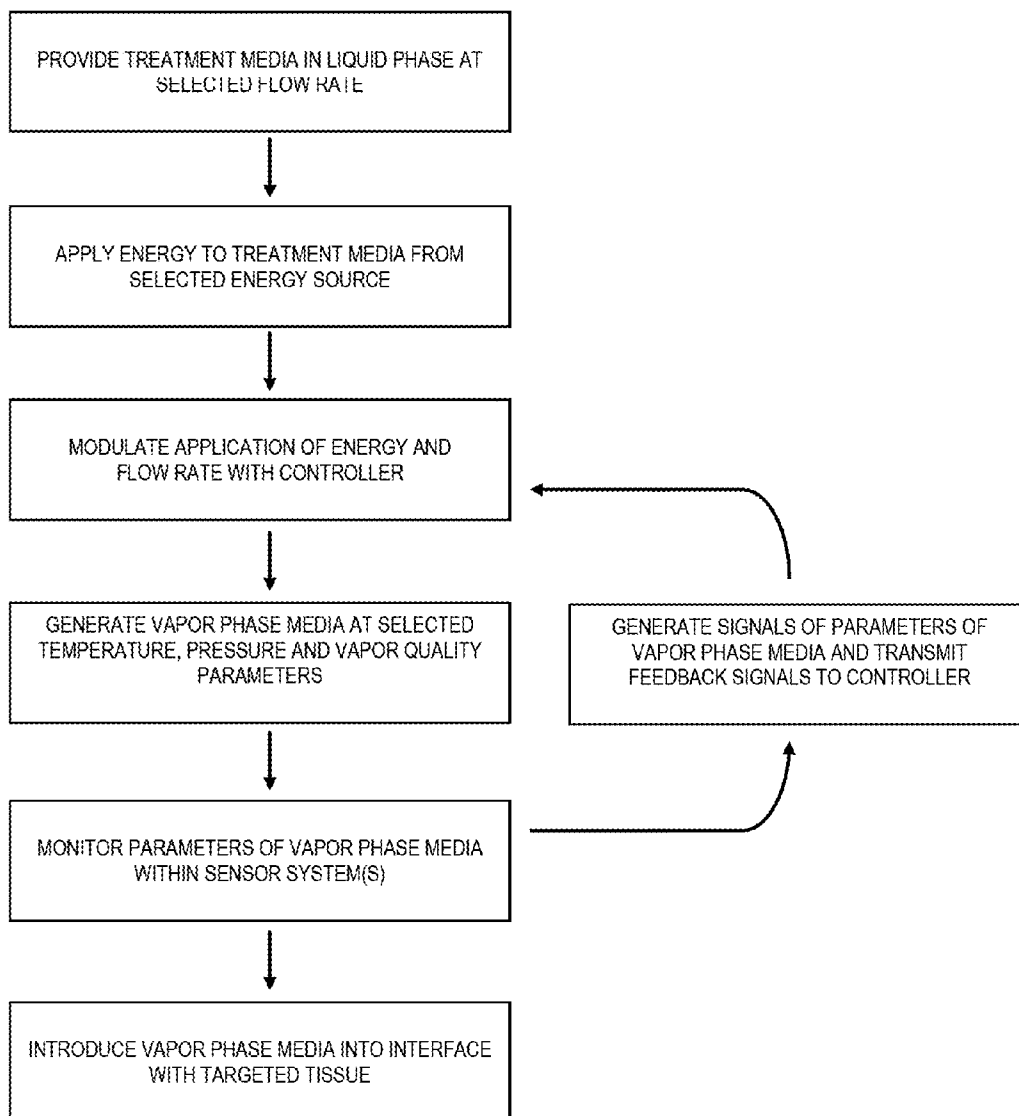 PROVIDE TREATMENT MEDIA IN LIQUID PHASE AT
SELECTED FLOW RATE
APPLY ENERGY TO TREATMENT MEDIA FROM
SELECTED ENERGY SOURCE
MODULATE APPLICATION OF ENERGY AND
FLOW RATE WITH CONTROLLER
GENERATE VAPOR PHASE MEDIA AT SELECTED
TEMPERATURE, PRESSURE AND VAPOR QUALITY
PARAMETERS
GENERATE SIGNALS OF PARAMETERS OF
VAPOR PHASE MEDIA AND TRANSMIT
FEEDBACK SIGNALS TO CONTROLLER
MONITOR PARAMETERS OF VAPOR PHASE MEDIA
WITHIN SENSOR SYSTEM(S)
INTRODUCE VAPOR PHASE MEDIA INTO INTERFACE
WITH TARGETED TISSUE